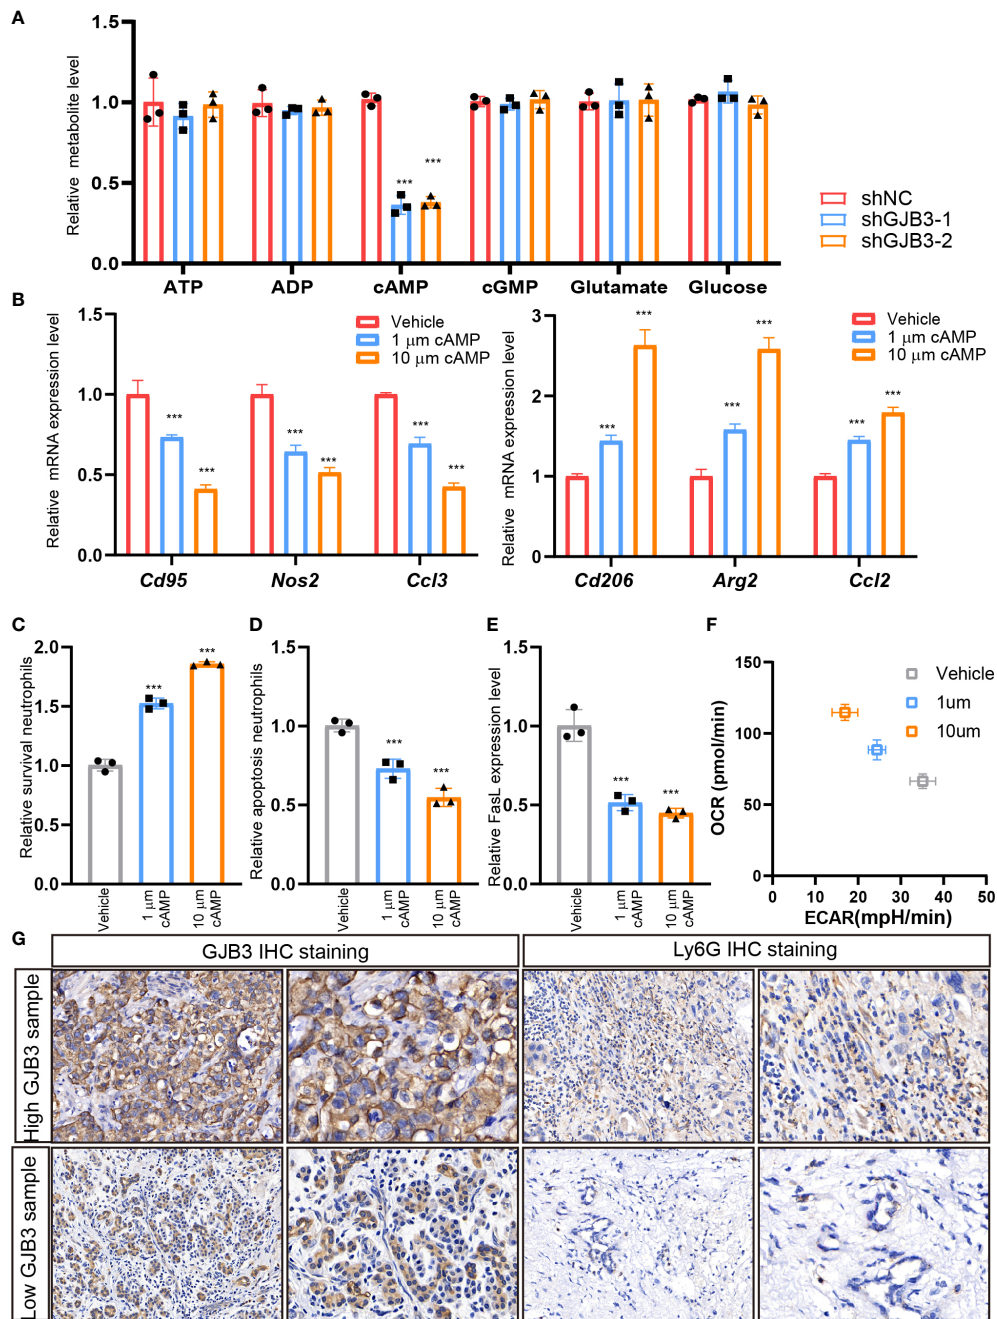 A
1.5
1.0
0.5
0.0
Relative metabolite level
***
***
ATP
ADP
cAMP
cGMP
Glutamate
Glucose
shNC
shGJB3-1
shGJB3-2
B
1.5
1.0
0.5
0.0
Relative mRNA expression level
Vehicle
1 μm cAMP
10 μm cAMP
***
***
***
***
***
***
Cd95
Nos2
Ccl3
3
2
1
0
Relative mRNA expression level
Vehicle
1 μm cAMP
10 μm cAMP
***
***
***
***
***
***
Cd206
Arg2
Ccl2
C
2.0
1.5
1.0
0.5
0.0
Relative survival neutrophils
***
***
Vehicle
1 μm
cAMP
10 μm
cAMP
D
1.5
1.0
0.5
0.0
Relative apoptosis neutrophils
***
***
Vehicle
1 μm
cAMP
10 μm
cAMP
E
1.5
1.0
0.5
0.0
Relative FasL expression level
***
***
Vehicle
1 μm
cAMP
10 μm
cAMP
F
150
100
50
0
OCR (pmol/min)
Vehicle
1um
10um
0
10
20
30
40
50
ECAR(mpH/min)
G
GJB3 IHC staining
Ly6G IHC staining
High GJB3 sample
Low GJB3 sample